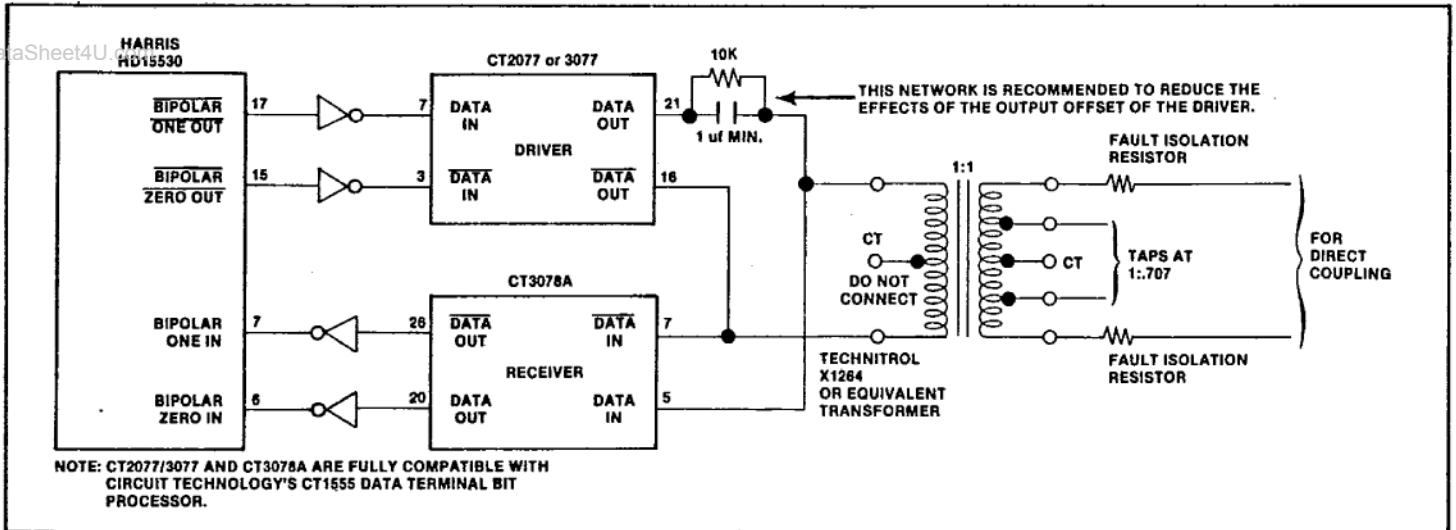 ataSheet4U.com
HARRIS
HD15530
BIPOLAR
ONE OUT
17
7
BIPOLAR
ZERO OUT
15
3
BIPOLAR
ONE IN
7
26
BIPOLAR
ZERO IN
6
20
CT2077 or 3077
DATA
IN
DATA
OUT
21
DRIVER
DATA
IN
DATA
OUT
16
CT3078A
DATA
OUT
DATA
IN
7
RECEIVER
DATA
OUT
DATA
IN
5
10K
1 uf MIN.
THIS NETWORK IS RECOMMENDED TO REDUCE THE
EFFECTS OF THE OUTPUT OFFSET OF THE DRIVER.
1:1
CT
DO NOT
CONNECT
TECHNITROL
X1264
OR EQUIVALENT
TRANSFORMER
FAULT ISOLATION
RESISTOR
CT
TAPS AT
1:.707
FAULT ISOLATION
RESISTOR
FOR
DIRECT
COUPLING
NOTE: CT2077/3077 AND CT3078A ARE FULLY COMPATIBLE WITH
CIRCUIT TECHNOLOGY'S CT1555 DATA TERMINAL BIT
PROCESSOR.